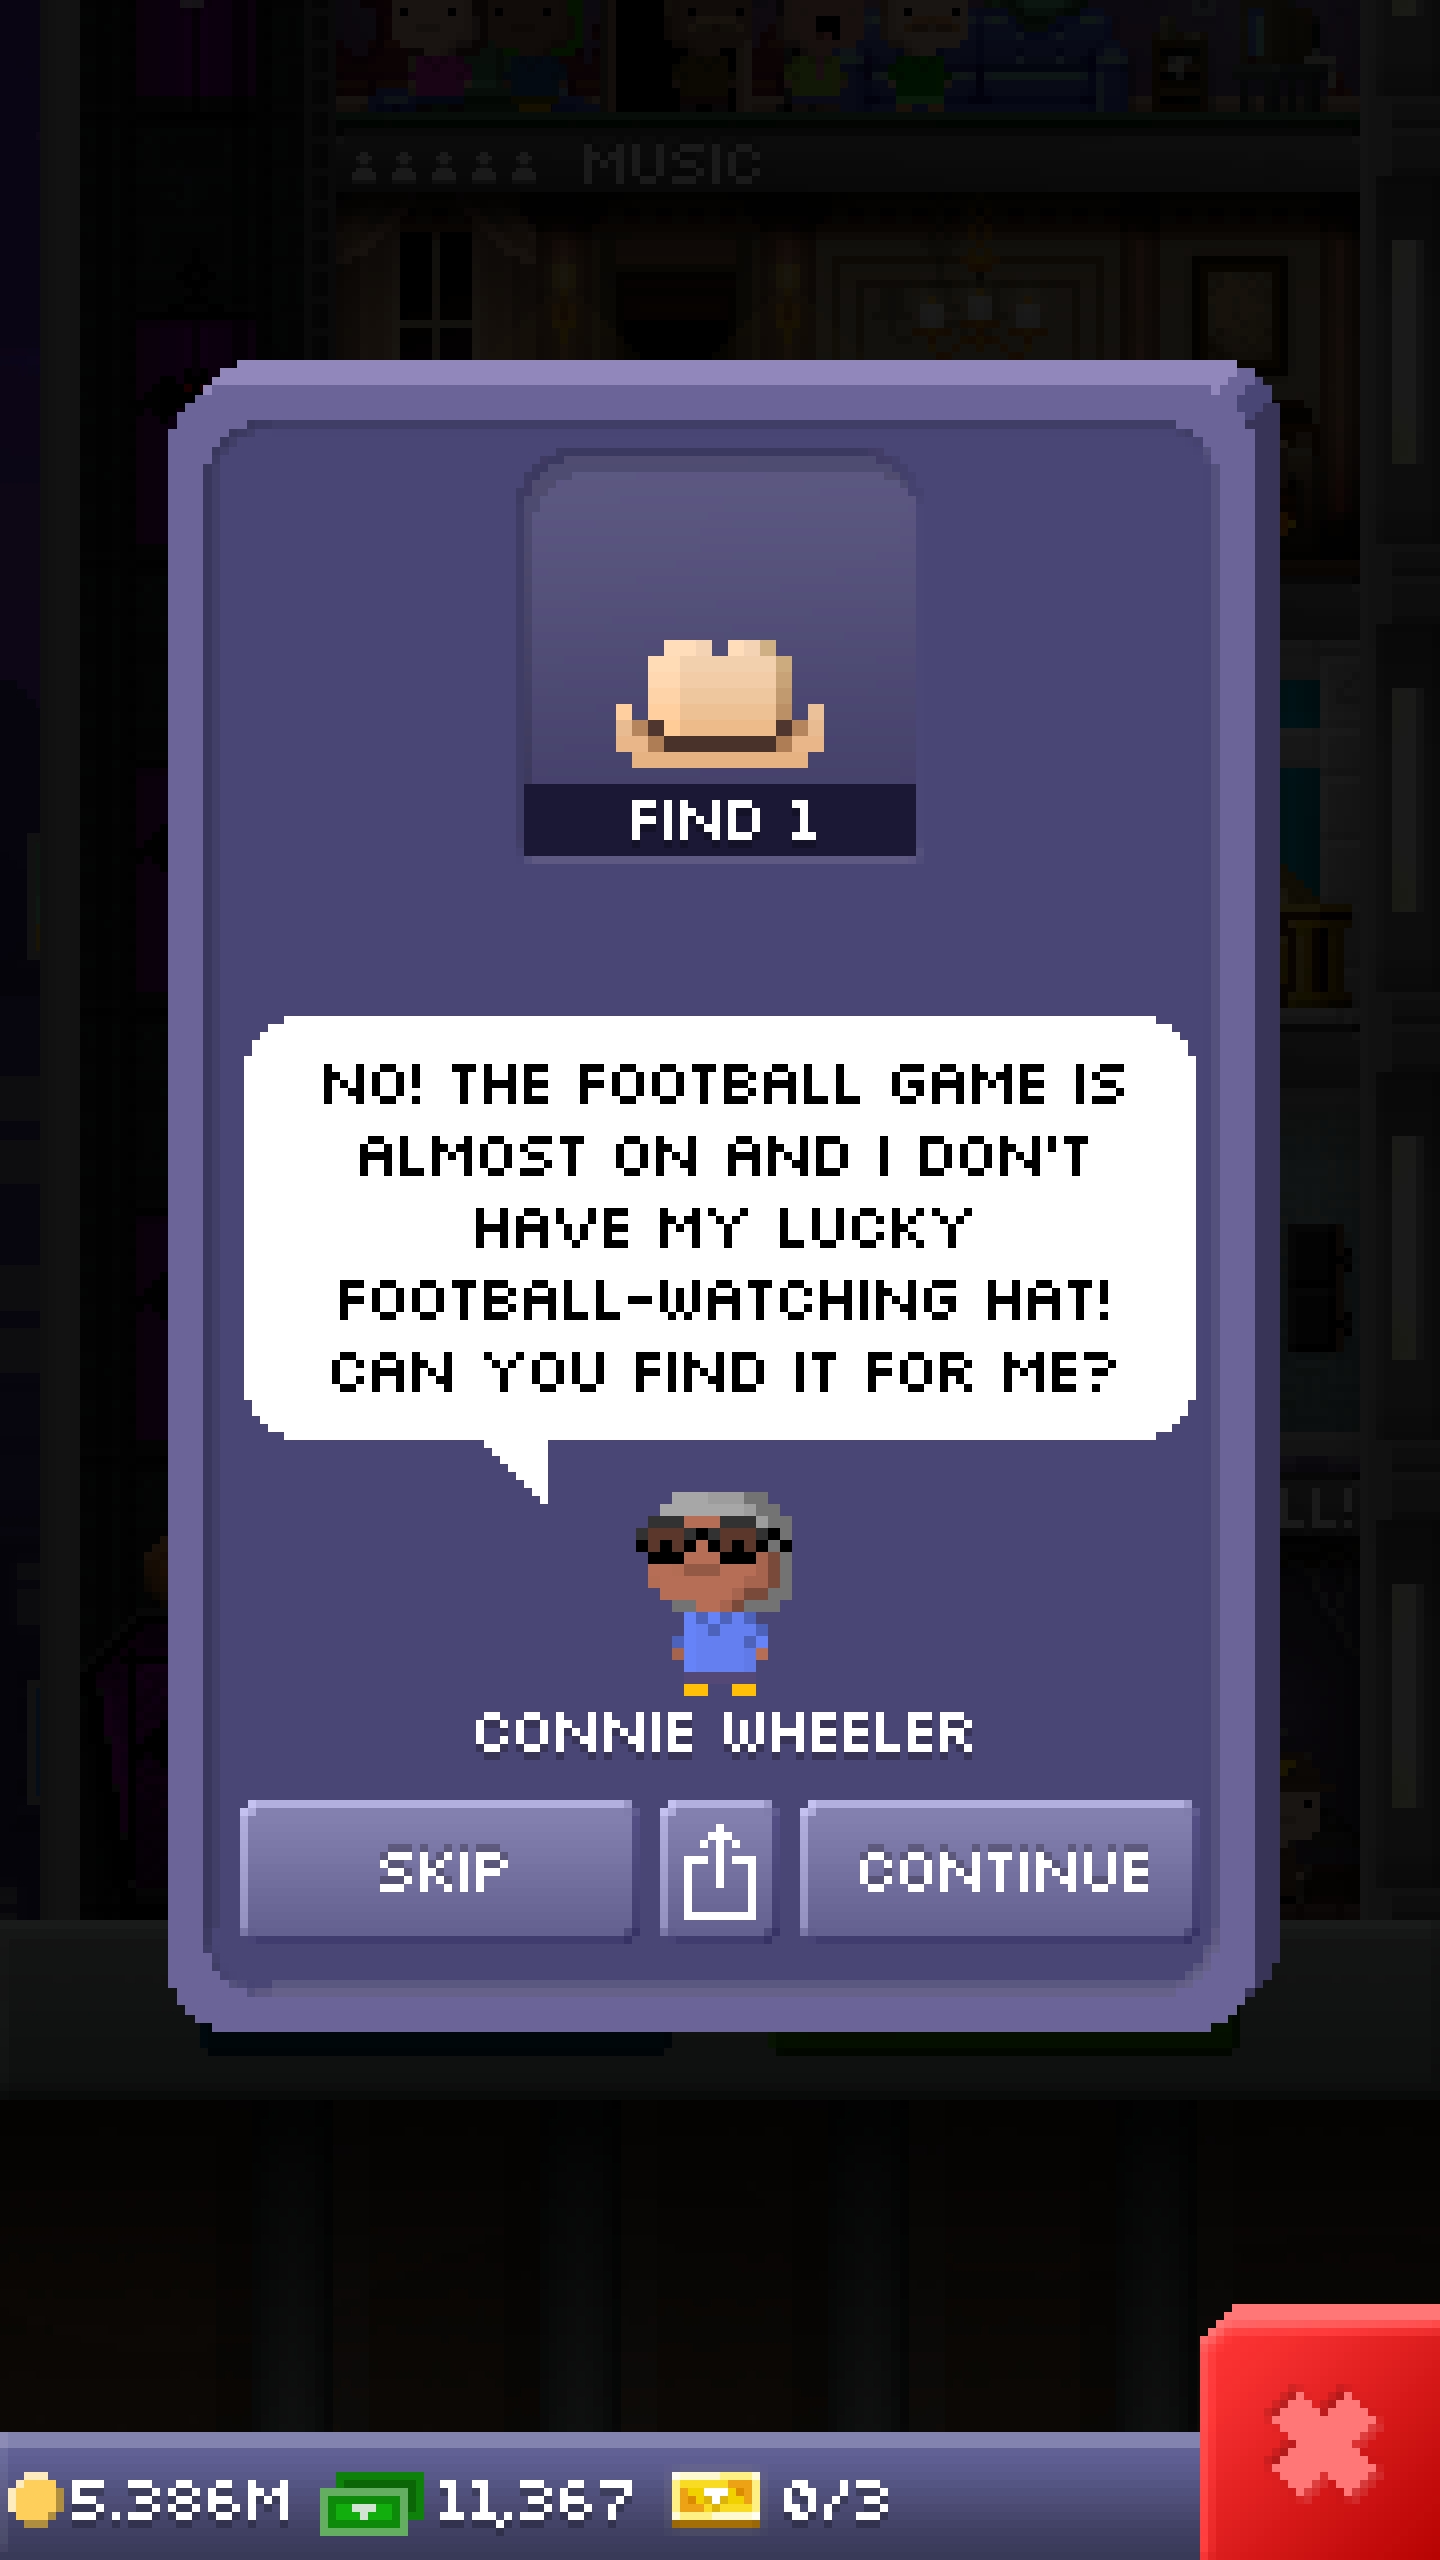 MUSIC
FIND 1
NO! THE FOOTBALL GAME IS
ALMOST ON AND I DON'T
HAVE MY LUCKY
FOOTBALL-WATCHING HAT!
CAN YOU FIND IT FOR ME?
LL!
CONNIE WHEELER
SKIP
CONTINUE
5.386M 11,367 0/3